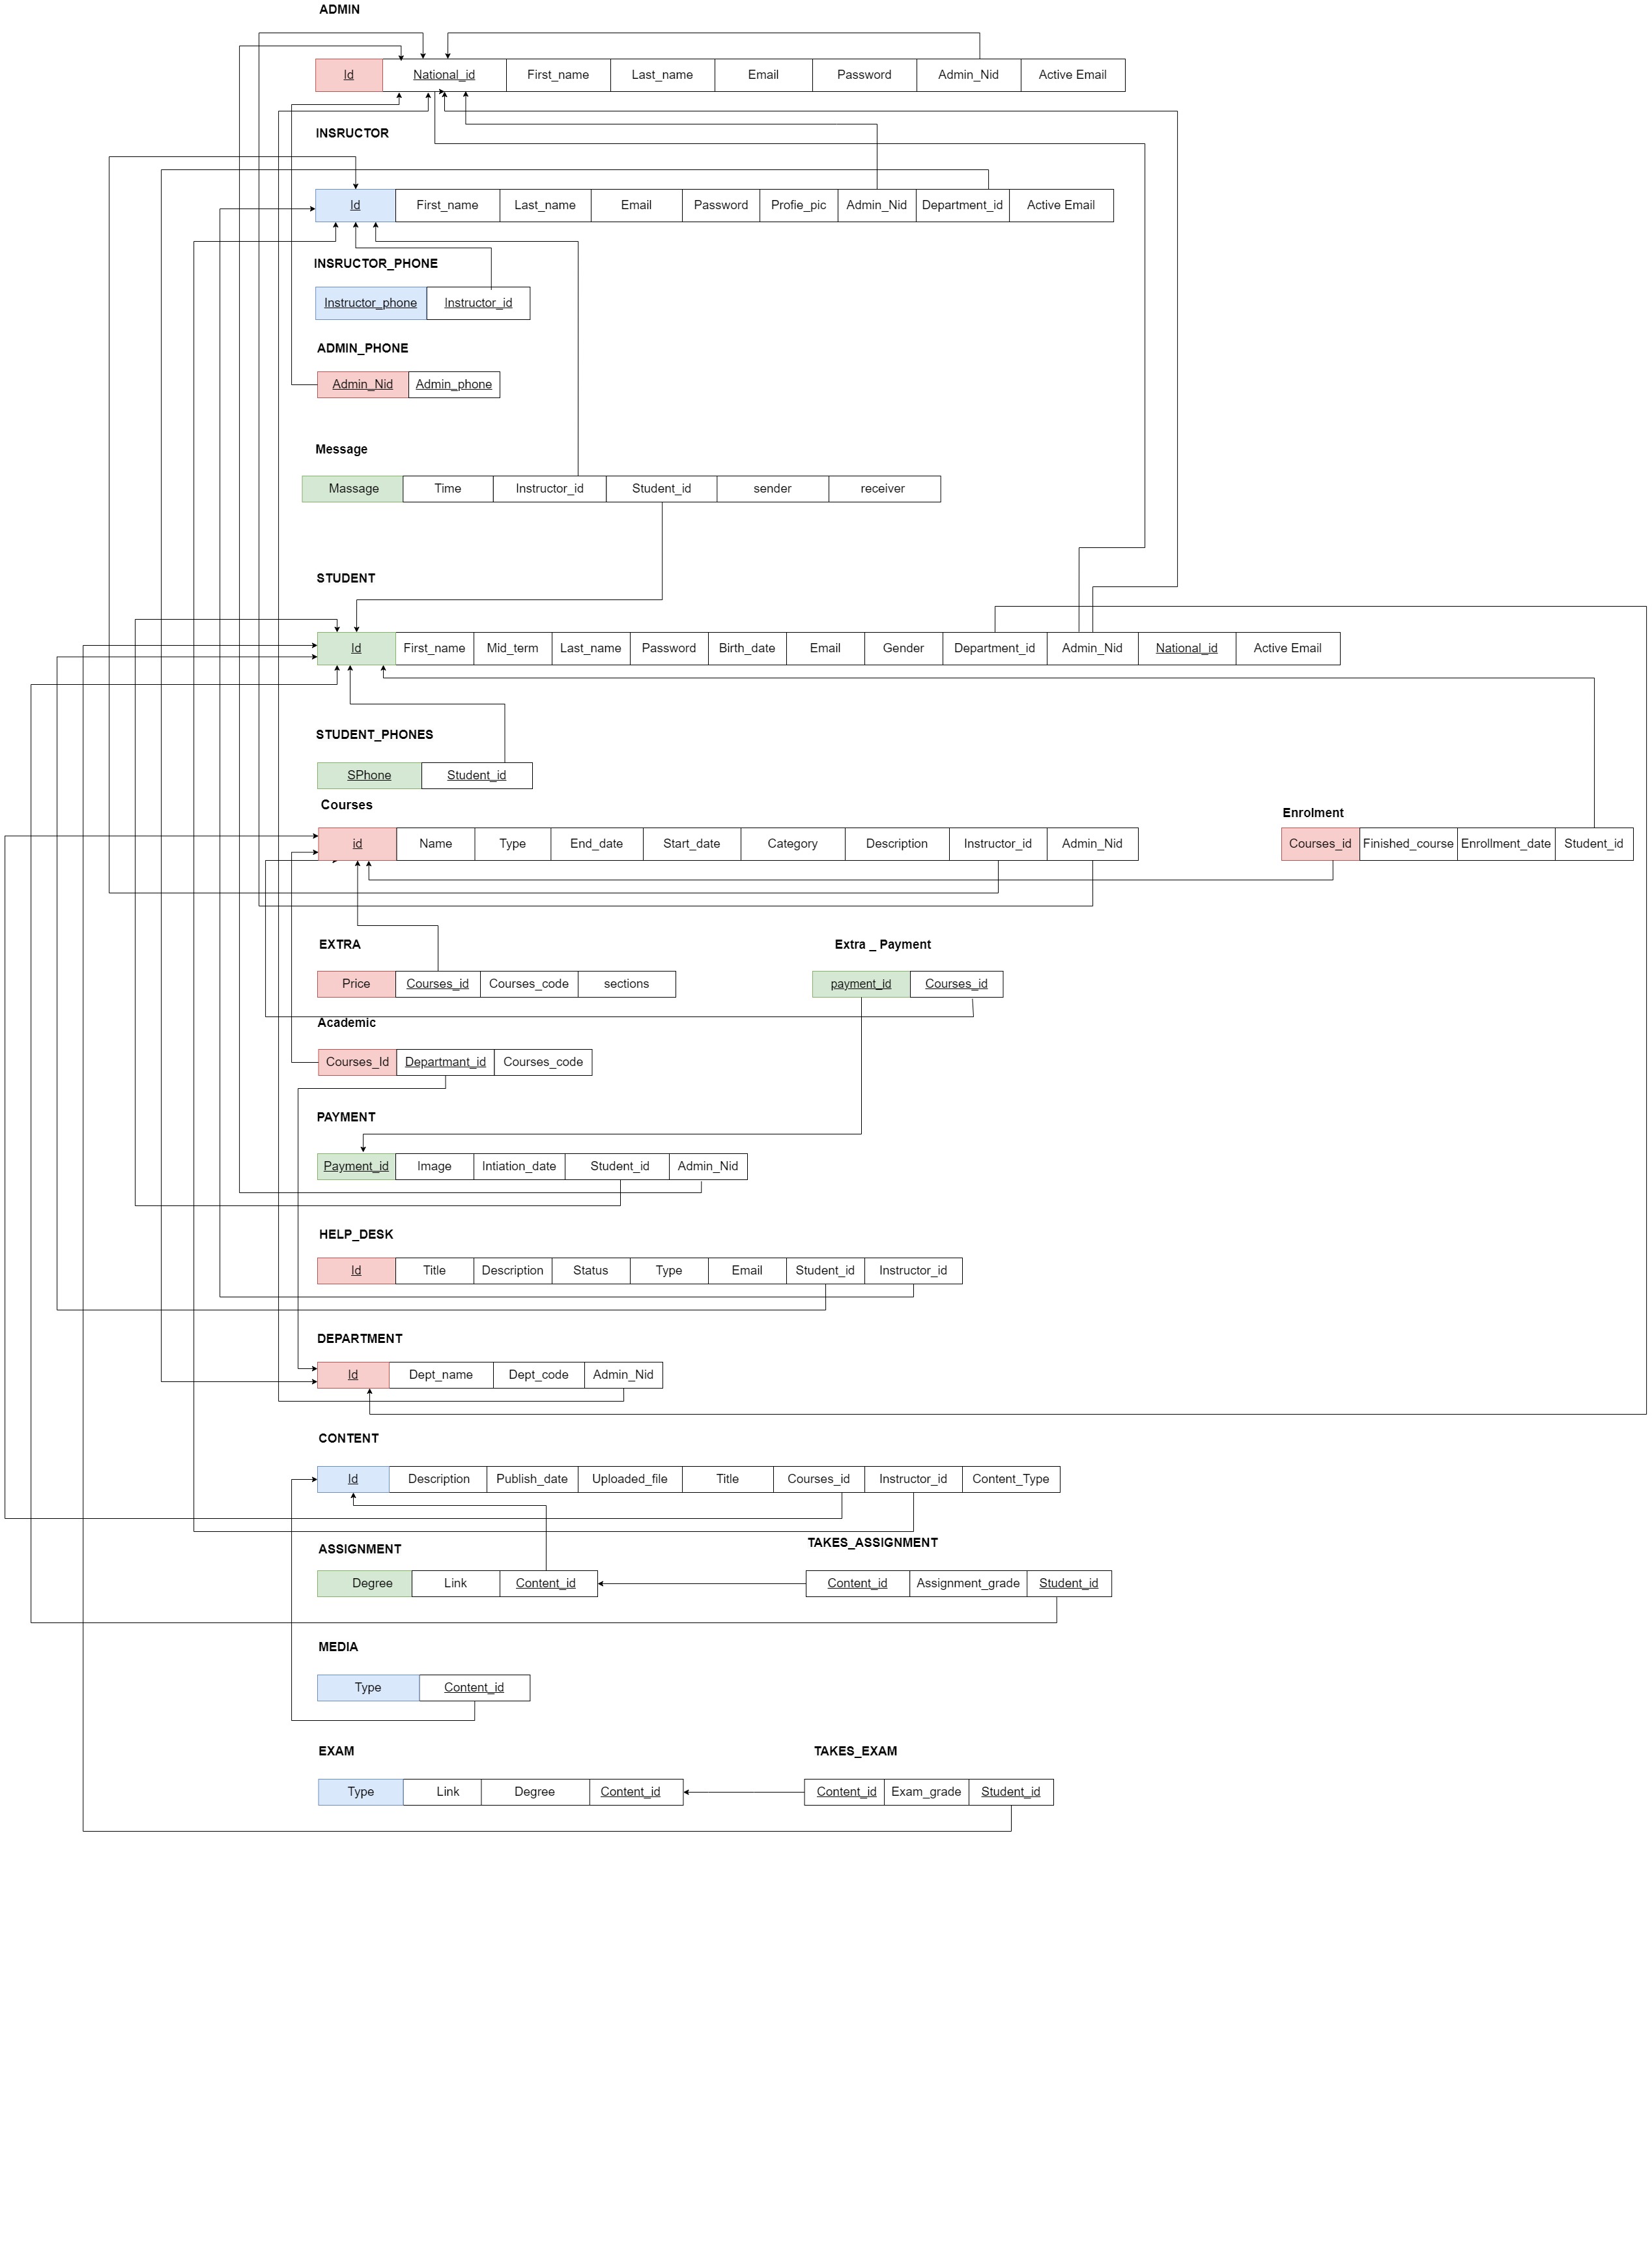 ADMIN
Id National_id First_name Last_name Email Password Admin_Nid Active Email
INSRUCTOR
Id First_name Last_name Email Password Profie_pic Admin_Nid Department_id Active Email
INSRUCTOR_PHONE
Instructor_phone Instructor_id
ADMIN_PHONE
Admin_Nid Admin_phone
Message
Massage Time Instructor_id Student_id sender receiver
STUDENT
Id First_name Mid_term Last_name Password Birth_date Email Gender Department_id Admin_Nid National_id Active Email
STUDENT_PHONES
SPhone Student_id
Courses Enrolment
id Name Type End_date Start_date Category Description Instructor_id Admin_Nid Courses_id Finished_course Enrollment_date Student_id
EXTRA Extra _ Payment
Price Courses_id Courses_code sections payment_id Courses_id
Academic
Courses_Id Departmant_id Courses_code
PAYMENT
Payment_id Image Intiation_date Student_id Admin_Nid
HELP_DESK
Id Title Description Status Type Email Student_id Instructor_id
DEPARTMENT
Id Dept_name Dept_code Admin_Nid
CONTENT
Id Description Publish_date Uploaded_file Title Courses_id Instructor_id Content_Type
ASSIGNMENT TAKES_ASSIGNMENT
Degree Link Content_id Content_id Assignment_grade Student_id
MEDIA
Type Content_id
EXAM TAKES_EXAM
Type Link Degree Content_id Content_id Exam_grade Student_id